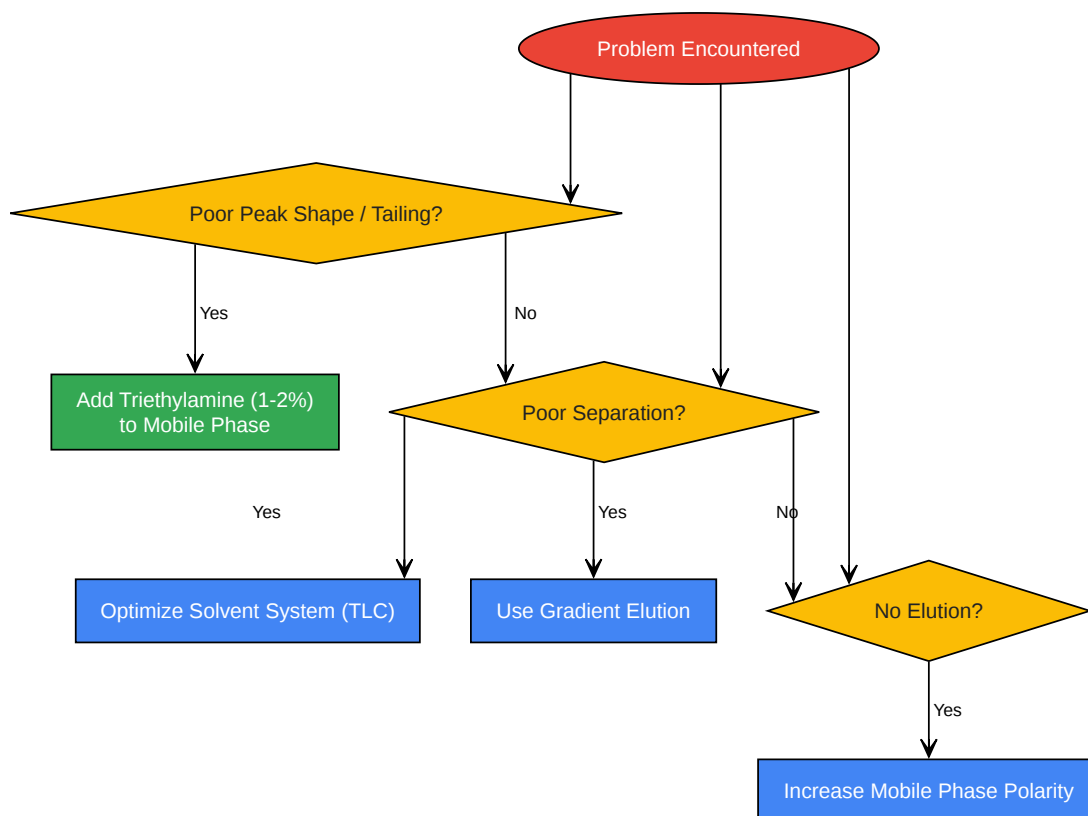 Problem Encountered
Poor Peak Shape / Tailing?
Yes
No
Add Triethylamine (1-2%)
to Mobile Phase
Poor Separation?
Yes
Yes
No
Optimize Solvent System (TLC)
Use Gradient Elution
No Elution?
Yes
Increase Mobile Phase Polarity